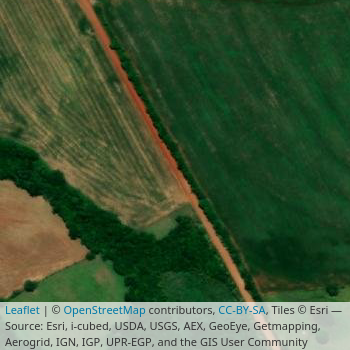 Leaflet | © OpenStreetMap contributors, CC-BY-SA, Tiles © Esri —
Source: Esri, i-cubed, USDA, USGS, AEX, GeoEye, Getmapping,
Aerogrid, IGN, IGP, UPR-EGP, and the GIS User Community